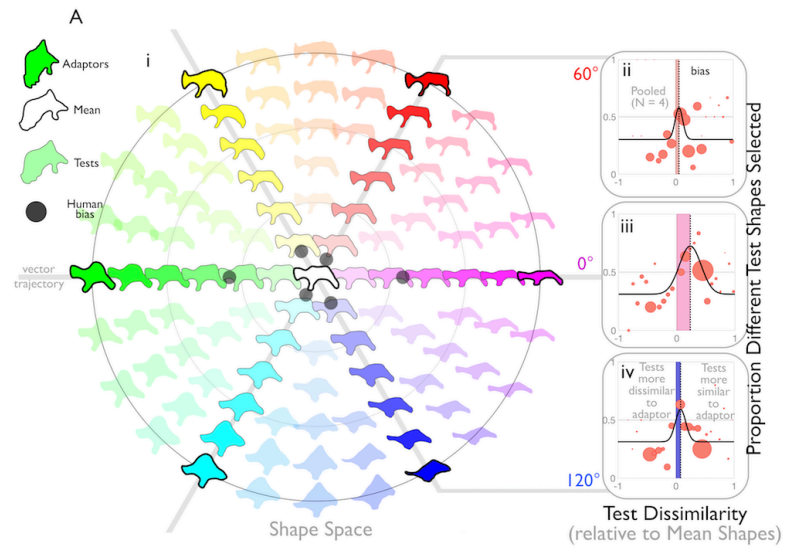 A
i
Adaptors
Mean
Tests
Human
bias
vector
trajectory
Shape Space
60°
0°
120°
ii
bias
Pooled
(N = 4)
1
0.5
0
-1
0
1
iii
1
0.5
0
-1
0
1
iv
Tests
more
dissimilar
to
adaptor
Tests
more
similar
to
adaptor
1
0.5
0
-1
0
1
Proportion Different Test Shapes Selected
Test Dissimilarity
(relative to Mean Shapes)